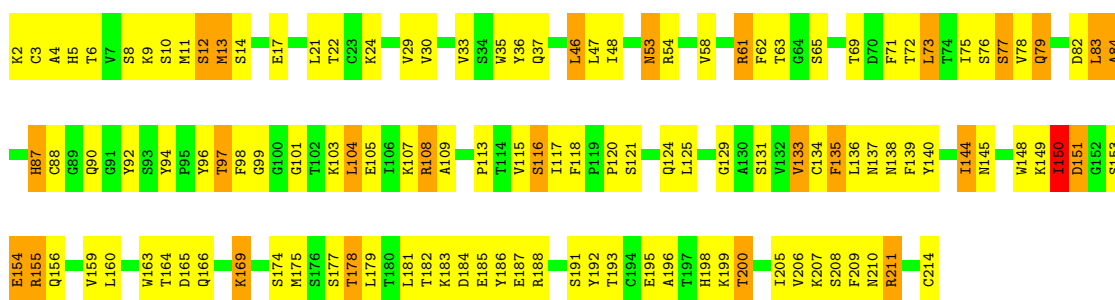 K2 C3 A4 H5 T6 V7 S8 K9 S10 M11 S12 M13 S14 E17 L21 T22 C23 K24 V29 V30 V33 S34 W35 Y36 Q37 L46 L47 I48 N53 R54 V58 R61 F62 T63 G64 S65 T69 D70 F71 T72 L73 T74 I75 S76 S77 V78 Q79 D82 L83 A84
H87 C88 G89 Q90 G91 Y92 S93 Y94 P95 Y96 T97 F98 G99 G100 G101 T102 K103 L104 E105 I106 K107 R108 A109 P113 T114 V115 S116 I117 F118 P119 P120 S121 Q124 L125 G129 A130 S131 V132 V133 C134 F135 L136 N137 N138 F139 Y140 I144 N145 W148 K149 I150 D151 G152 S153
E154 R155 Q156 V159 L160 W163 T164 D165 Q166 K169 S174 M175 S176 S177 T178 L179 T180 L181 T182 K183 D184 E185 Y186 E187 R188 S191 Y192 T193 C194 E195 A196 T197 H198 K199 T200 I205 V206 K207 S208 F209 N210 R211 C214